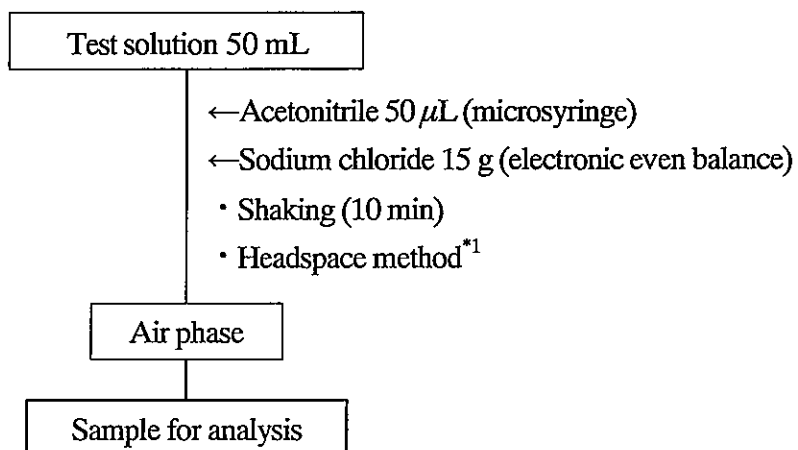 Test solution 50 mL
←Acetonitrile 50 μL (microsyringe)
←Sodium chloride 15 g (electronic even balance)
・Shaking (10 min)
・Headspace method*1
Air phase
Sample for analysis